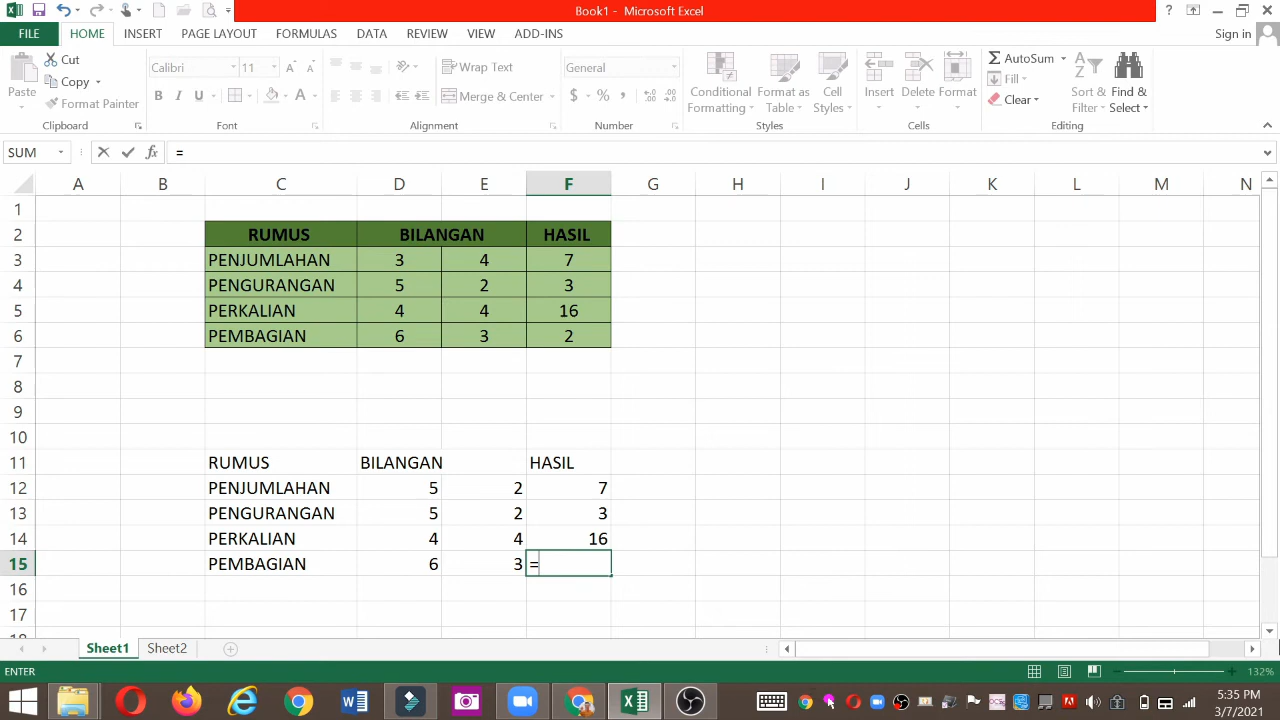 Book1 - Microsoft Excel
?
FILE HOME INSERT PAGE LAYOUT FORMULAS DATA REVIEW VIEW ADD-INS Sign in
Cut
Copy
Format Painter
Paste
Clipboard
Calibri 11
B I U
Font
Wrap Text
Merge & Center
Alignment
General
$ % ,
Number
Conditional Formatting
Format as Table
Cell Styles
Styles
Insert Delete Format
Cells
AutoSum
Fill
Clear
Sort & Filter
Find & Select
Editing
SUM fx =
A B C D E F G H I J K L M N
1
2 RUMUS BILANGAN HASIL
3 PENJUMLAHAN 3 4 7
4 PENGURANGAN 5 2 3
5 PERKALIAN 4 4 16
6 PEMBAGIAN 6 3 2
7
8
9
10
11 RUMUS BILANGAN HASIL
12 PENJUMLAHAN 5 2 7
13 PENGURANGAN 5 2 3
14 PERKALIAN 4 4 16
15 PEMBAGIAN 6 3 =
16
17
Sheet1 Sheet2
ENTER 132%
5:35 PM
3/7/2021